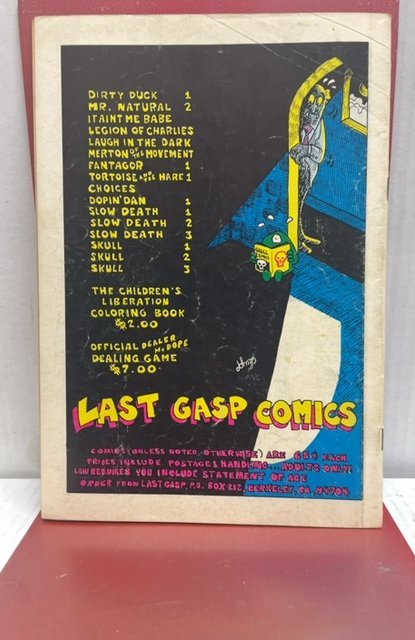 DIRTY DUCK 1
MR. NATURAL 2
IT AINT ME BABE
LEGION OF CHARLIES
LAUGH IN THE DARK
MERTON OF THE MOVEMENT
FANTAGOR 1
TORTOISE AND THE HARE 1
CHOICES
DOPIN' DAN 1
SLOW DEATH 1
SLOW DEATH 2
SLOW DEATH 3
SKULL 1
SKULL 2
SKULL 3
THE CHILDREN'S
LIBERATION
COLORING BOOK
$2.00
OFFICIAL DEALER McDOPE
DEALING GAME
$7.00
LAST GASP COMICS
COMICS (UNLESS NOTED OTHERWISE) ARE 65¢ EACH
PRICES INCLUDE POSTAGE & HANDLING... ADULTS ONLY!
LAW REQUIRES YOU INCLUDE STATEMENT OF AGE
ORDER FROM LAST GASP, P.O. BOX 212, BERKELEY, CA 94704